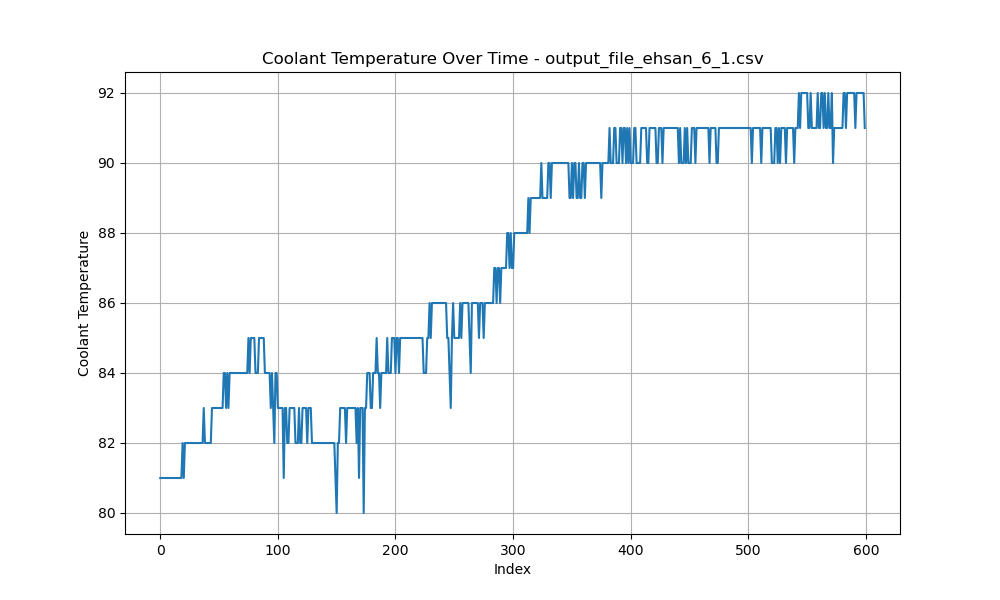 Coolant Temperature Over Time - output_file_ehsan_6_1.csv
Coolant Temperature
92
90
88
86
84
82
80
0 100 200 300 400 500 600
Index